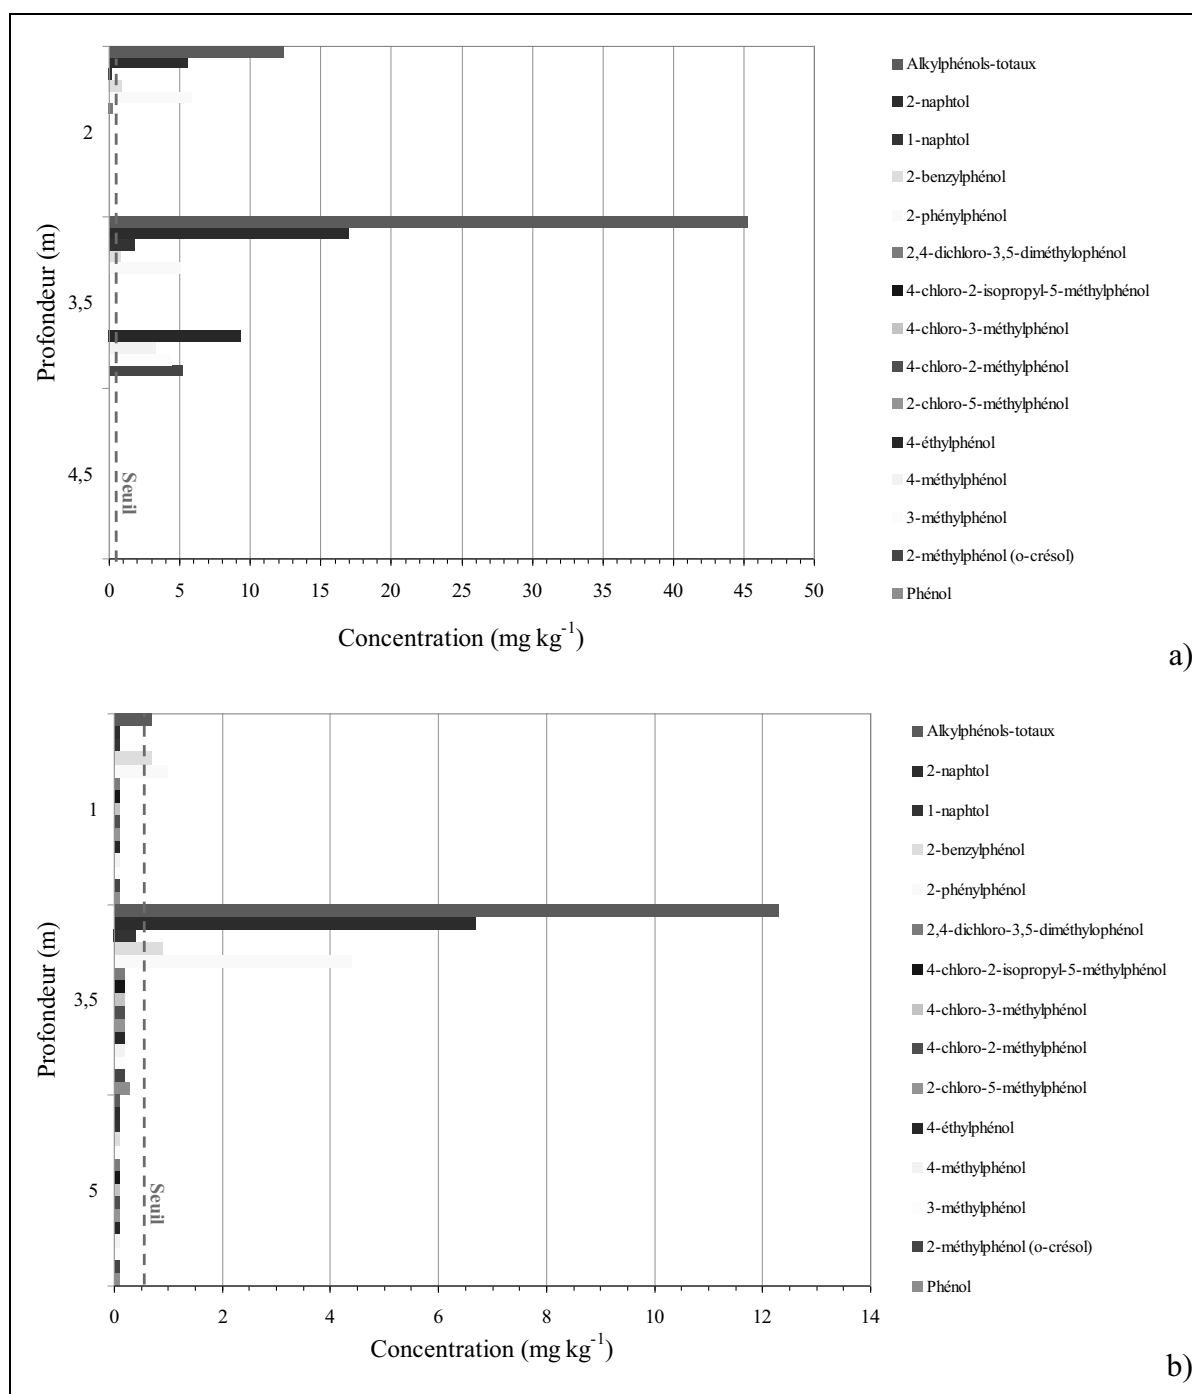 Alkylphénols-totaux
2-naphtol
1-naphtol
2-benzylphénol
2-phénylphénol
2,4-dichloro-3,5-diméthylophénol
4-chloro-2-isopropyl-5-méthylphénol
4-chloro-3-méthylphénol
4-chloro-2-méthylphénol
2-chloro-5-méthylphénol
4-éthylphénol
4-méthylphénol
3-méthylphénol
2-méthylphénol (o-crésol)
Phénol
Profondeur (m)
2
3,5
4,5
Seuil
0 5 10 15 20 25 30 35 40 45 50
Concentration (mg kg⁻¹)
a)
Alkylphénols-totaux
2-naphtol
1-naphtol
2-benzylphénol
2-phénylphénol
2,4-dichloro-3,5-diméthylophénol
4-chloro-2-isopropyl-5-méthylphénol
4-chloro-3-méthylphénol
4-chloro-2-méthylphénol
2-chloro-5-méthylphénol
4-éthylphénol
4-méthylphénol
3-méthylphénol
2-méthylphénol (o-crésol)
Phénol
Profondeur (m)
1
3,5
5
Seuil
0 2 4 6 8 10 12 14
Concentration (mg kg⁻¹)
b)